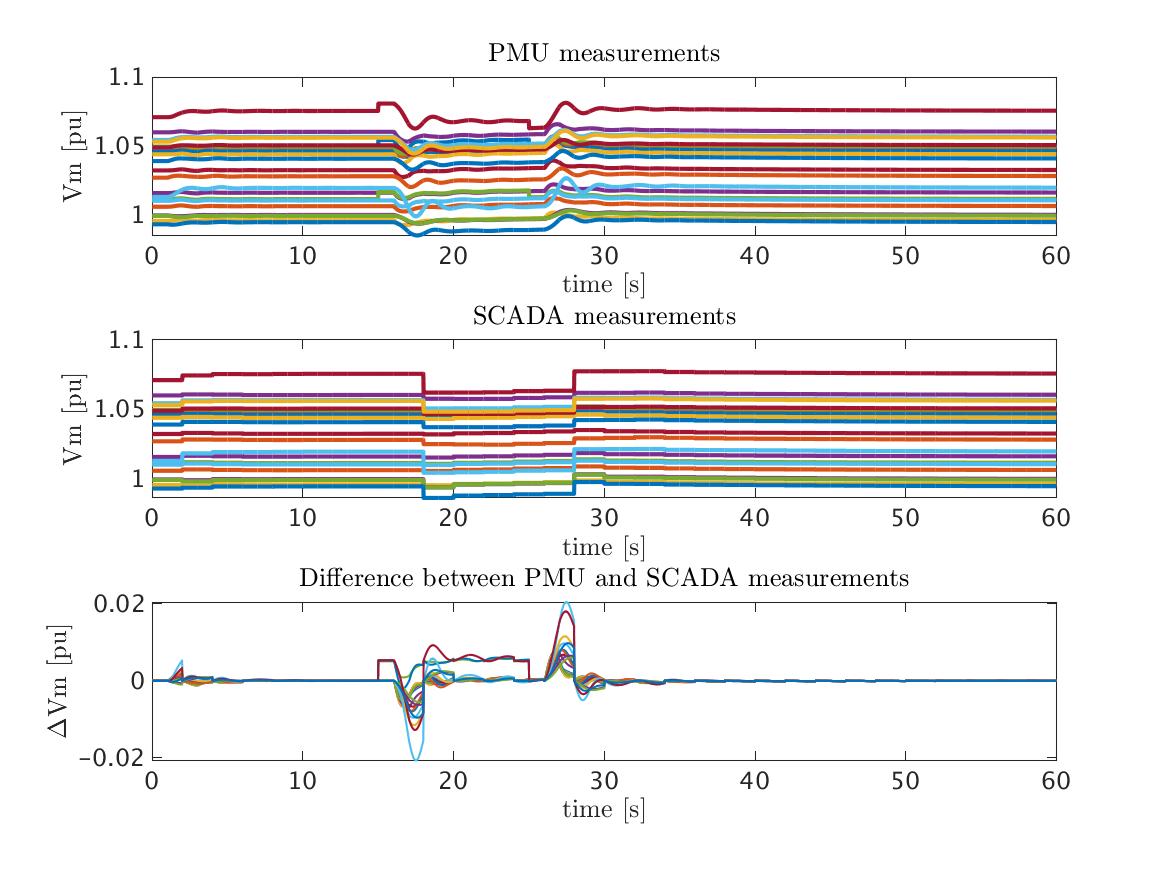 PMU measurements
1.1
1.05
1
Vm [pu]
0 10 20 30 40 50 60
time [s]
SCADA measurements
1.1
1.05
1
Vm [pu]
0 10 20 30 40 50 60
time [s]
Difference between PMU and SCADA measurements
0.02
0
-0.02
ΔVm [pu]
0 10 20 30 40 50 60
time [s]